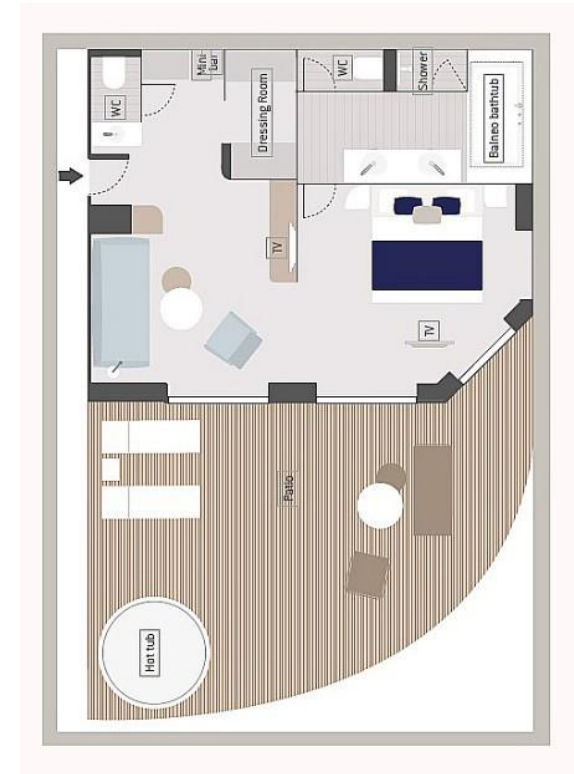 WC
Mini
bar
Dressing Room
WC
Shower
Balneo bathtub
TV
TV
Patio
Hot tub